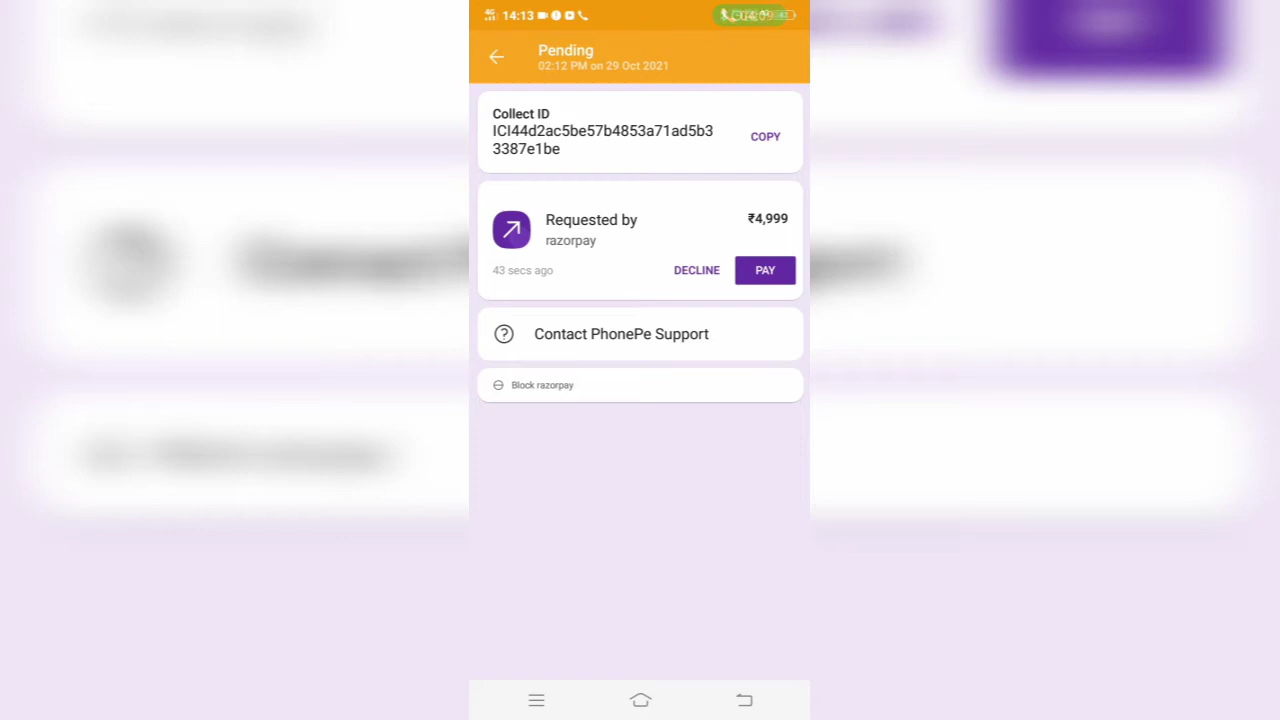 14:13
Pending
02:12 PM on 29 Oct 2021
Collect ID
ICI44d2ac5be57b4853a71ad5b3
3387e1be
COPY
Requested by
₹4,999
razorpay
43 secs ago
DECLINE
PAY
Contact PhonePe Support
Block razorpay